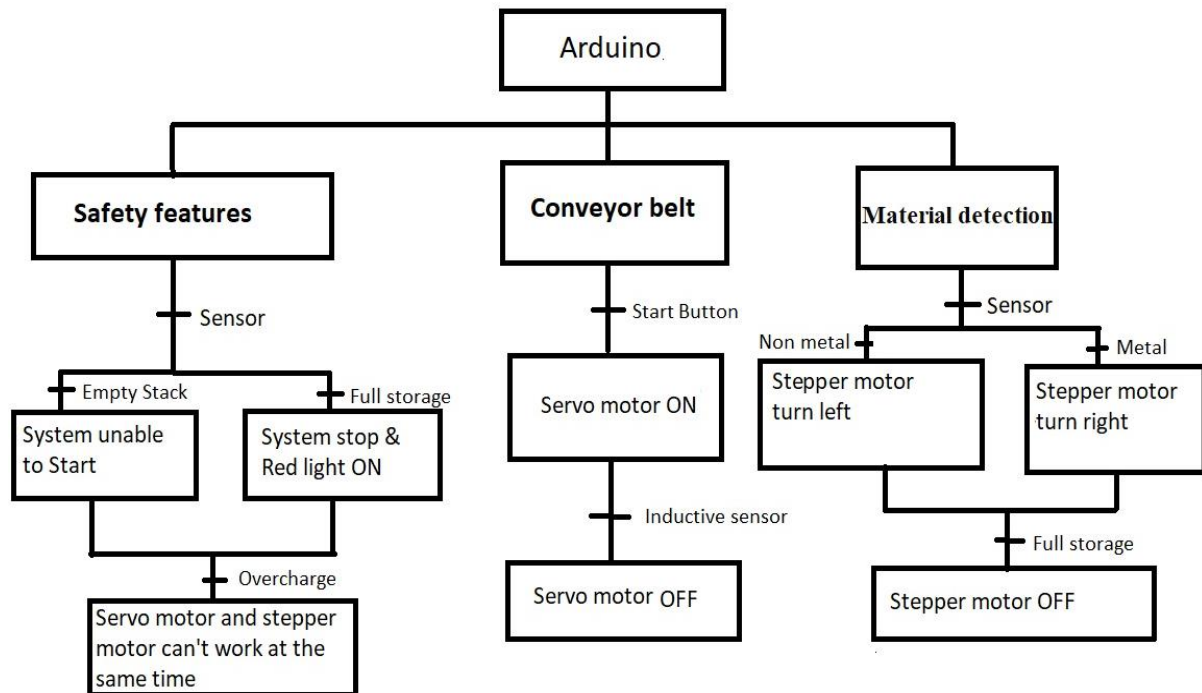 Arduino
Safety features
Conveyor belt
Material detection
Sensor
Start Button
Sensor
Empty Stack
Full storage
Non metal
Metal
System unable
to Start
System stop &
Red light ON
Servo motor ON
Stepper motor
turn left
Stepper motor
turn right
Inductive sensor
Full storage
Overcharge
Servo motor and stepper
motor can't work at the
same time
Servo motor OFF
Stepper motor OFF